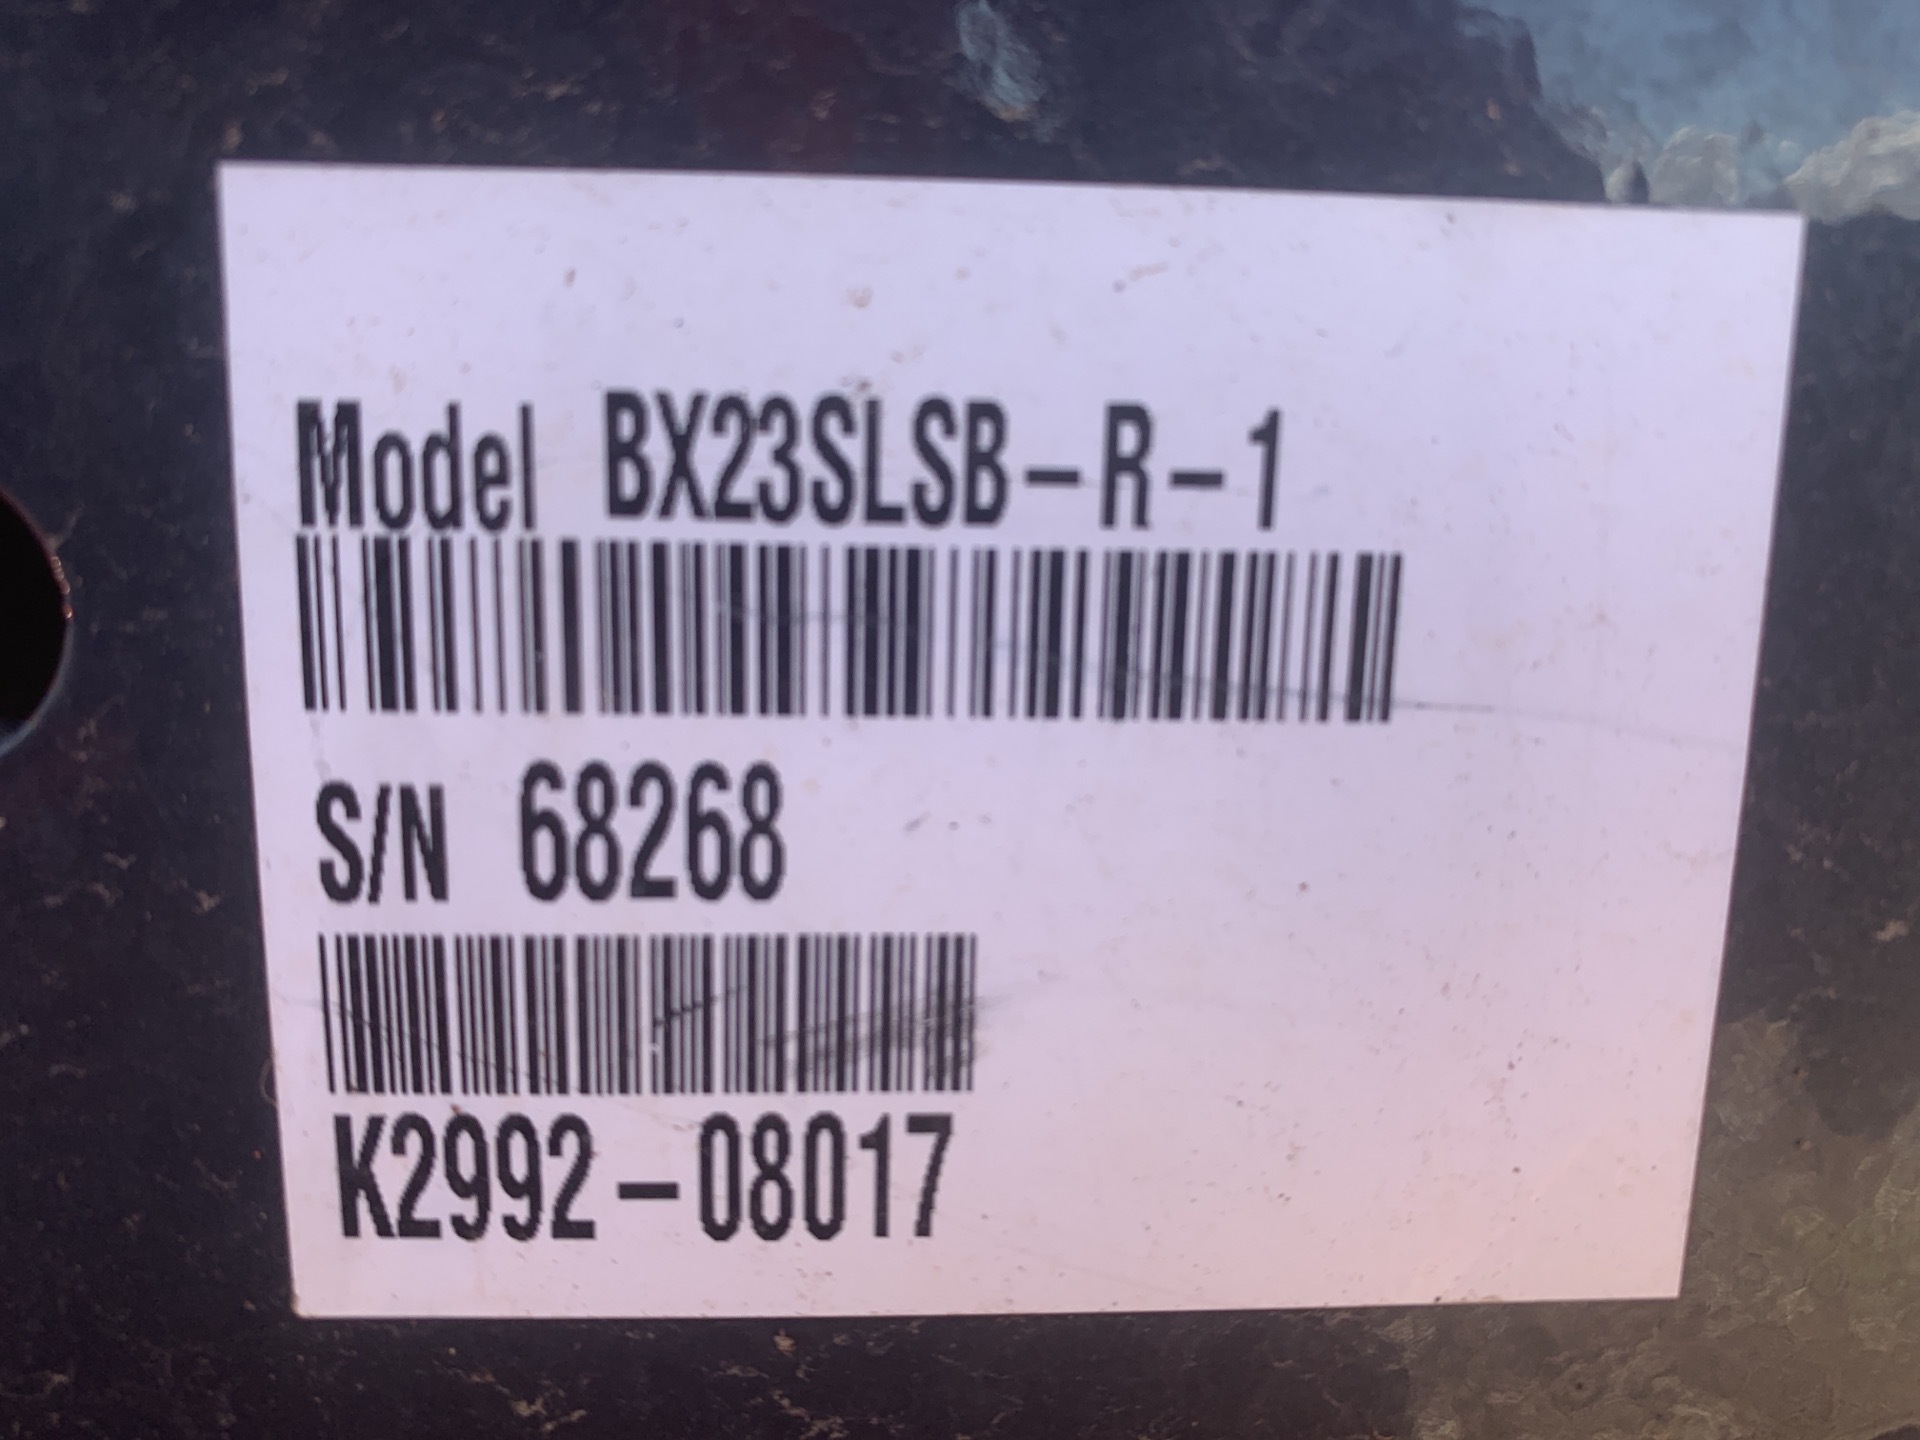 Model BX23SLSB-R-1
S/N 68268
K2992-08017